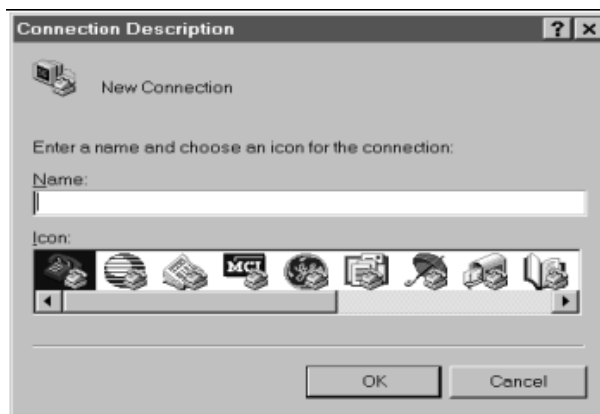 Connection Description
New Connection
Enter a name and choose an icon for the connection:
Name:
Icon:
MCI
OK
Cancel